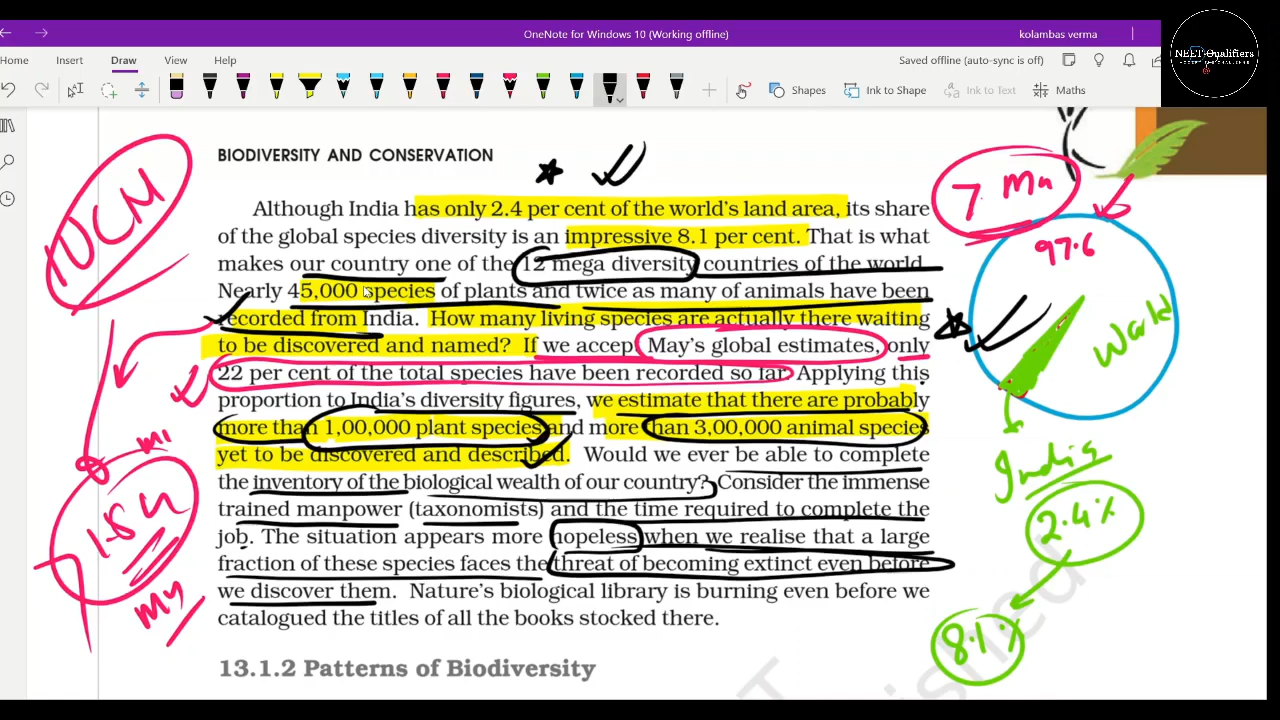 OneNote for Windows 10 (Working offline)
kolambas verma
NEET Qualifiers
Home Insert Draw View Help
Saved offline (auto-sync is off)
Shapes Ink to Shape Ink to Text Maths
BIODIVERSITY AND CONSERVATION
Although India has only 2.4 per cent of the world's land area, its share
of the global species diversity is an impressive 8.1 per cent. That is what
makes our country one of the 12 mega diversity countries of the world.
Nearly 45,000 species of plants and twice as many of animals have been
recorded from India. How many living species are actually there waiting
to be discovered and named? If we accept May's global estimates, only
22 per cent of the total species have been recorded so far. Applying this
proportion to India's diversity figures, we estimate that there are probably
more than 1,00,000 plant species and more than 3,00,000 animal species
yet to be discovered and described. Would we ever be able to complete
the inventory of the biological wealth of our country? Consider the immense
trained manpower (taxonomists) and the time required to complete the
job. The situation appears more hopeless when we realise that a large
fraction of these species faces the threat of becoming extinct even before
we discover them. Nature's biological library is burning even before we
catalogued the titles of all the books stocked there.
13.1.2 Patterns of Biodiversity
7 Mn
97.6
World
India
2.4%
8.1%